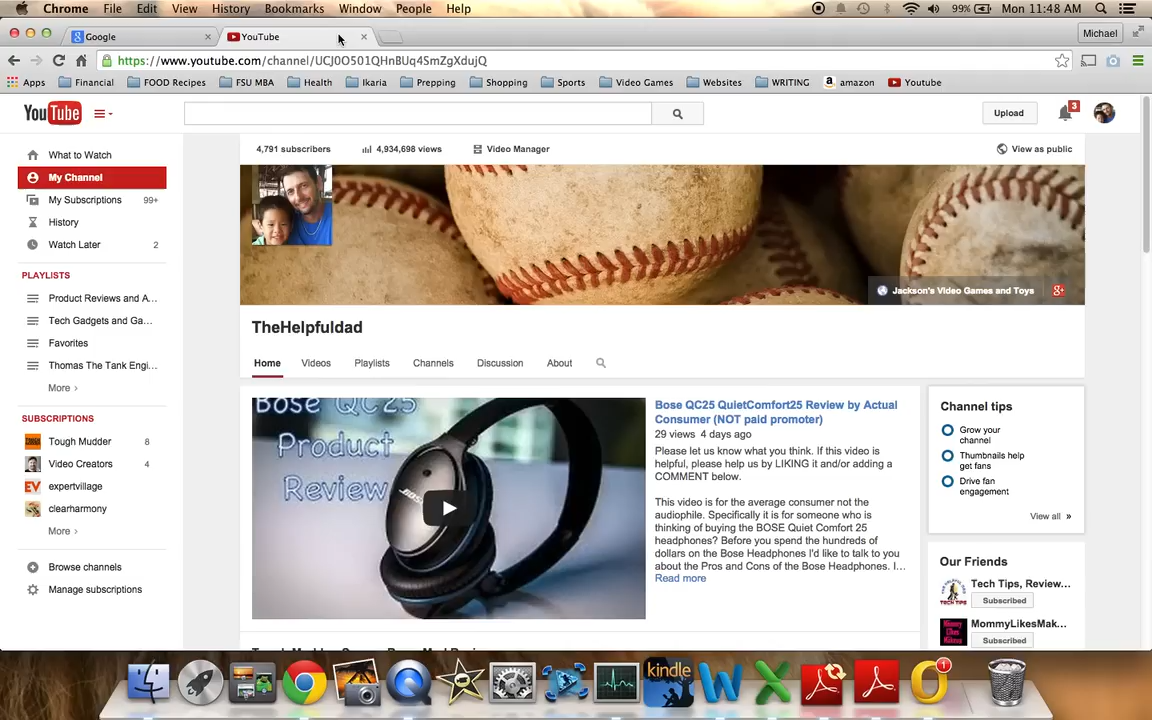 Chrome File Edit View History Bookmarks Window People Help 99% Mon 11:48 AM
Google YouTube Michael
https://www.youtube.com/channel/UCJ0O501QHnBUq4SmZgXdujQ
Apps Financial FOOD Recipes FSU MBA Health Ikaria Prepping Shopping Sports Video Games Websites WRITING amazon Youtube
YouTube Upload 3
4,791 subscribers 4,934,698 views Video Manager View as public
What to Watch
My Channel
My Subscriptions 99+
History
Watch Later 2
PLAYLISTS
Product Reviews and A...
Tech Gadgets and Ga...
Favorites
Thomas The Tank Engi...
More ›
SUBSCRIPTIONS
Tough Mudder 8
Video Creators 4
EV expertvillage
clearharmony
More ›
Browse channels
Manage subscriptions
Jackson's Video Games and Toys g+
TheHelpfuldad
Home Videos Playlists Channels Discussion About
Bose QC25
Product
Review
BOSE
Bose QC25 QuietComfort25 Review by Actual
Consumer (NOT paid promoter)
29 views 4 days ago
Please let us know what you think. If this video is
helpful, please help us by LIKING it and/or adding a
COMMENT below.
This video is for the average consumer not the
audiophile. Specifically it is for someone who is
thinking of buying the BOSE Quiet Comfort 25
headphones? Before you spend the hundreds of
dollars on the Bose Headphones I'd like to talk to you
about the Pros and Cons of the Bose Headphones. I...
Read more
Channel tips
Grow your
channel
Thumbnails help
get fans
Drive fan
engagement
View all »
Our Friends
TECH TIPS
Tech Tips, Review...
Subscribed
MommyLikesMak...
Subscribed
kindle
W X O 1